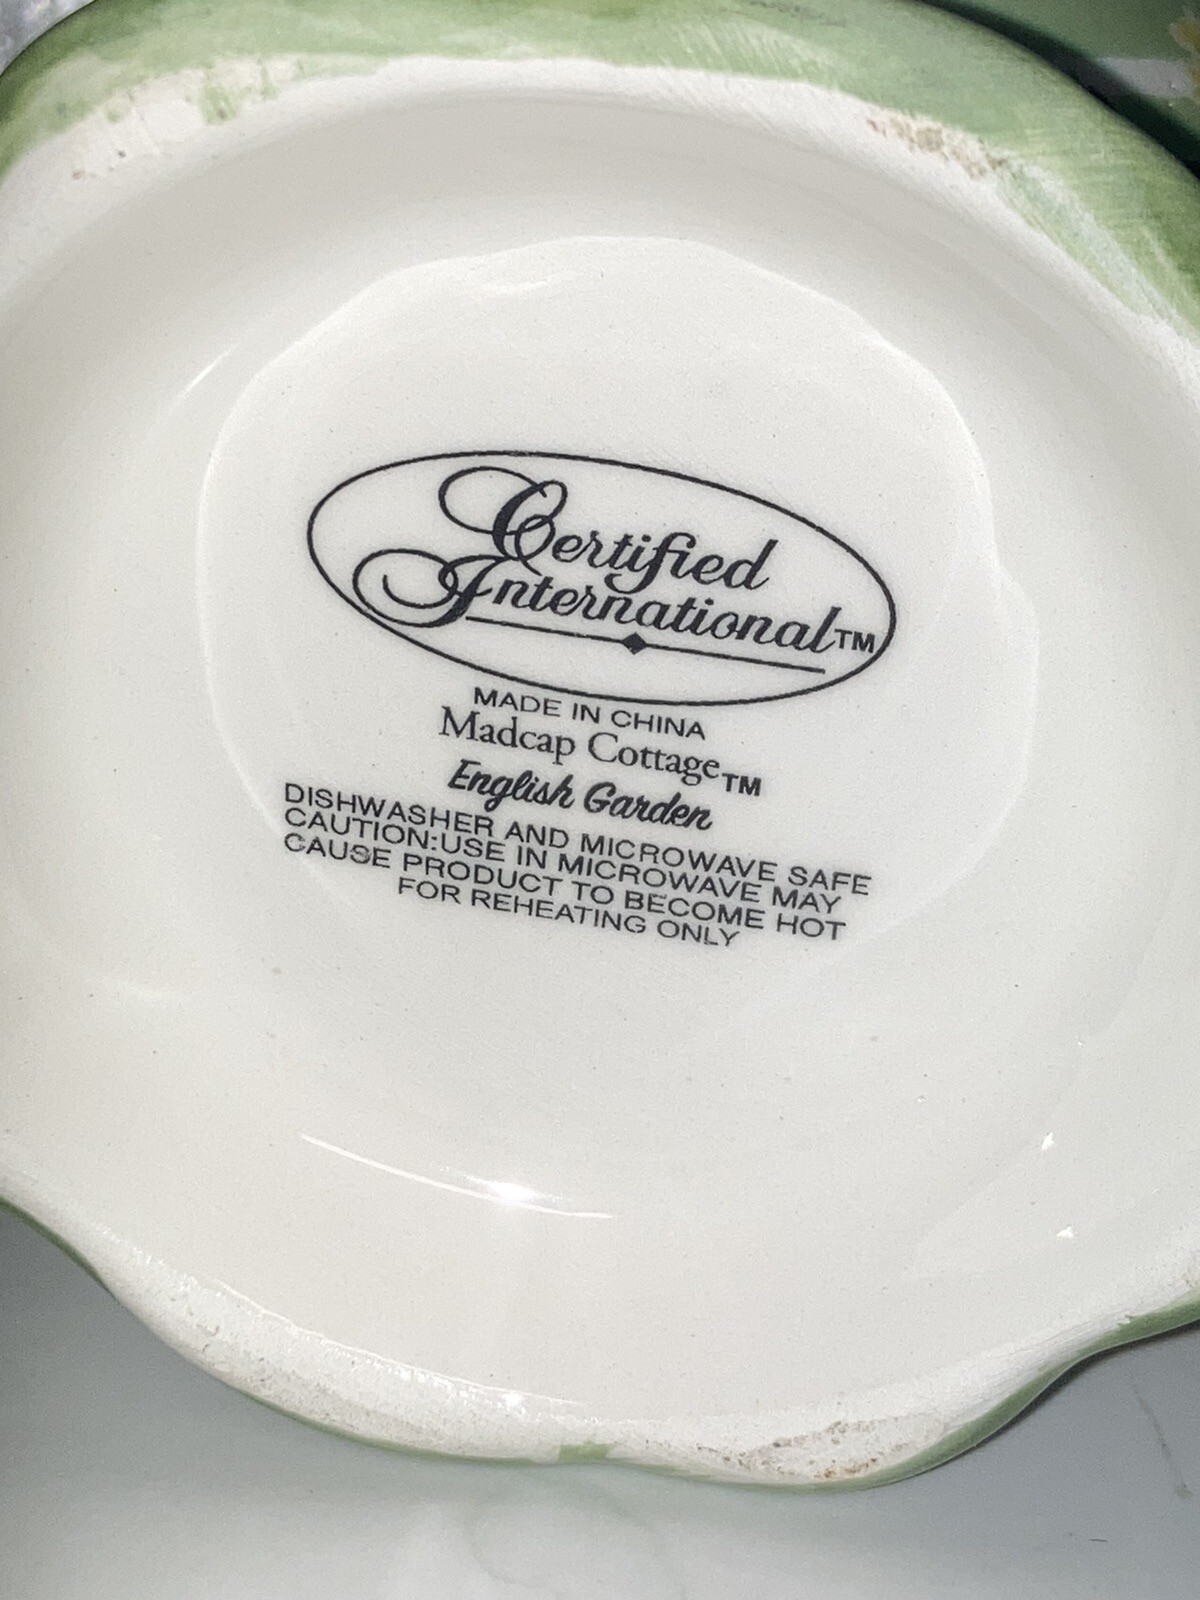 Certified
International™
MADE IN CHINA
Madcap Cottage™
English Garden
DISHWASHER AND MICROWAVE SAFE
CAUTION:USE IN MICROWAVE MAY
CAUSE PRODUCT TO BECOME HOT
FOR REHEATING ONLY